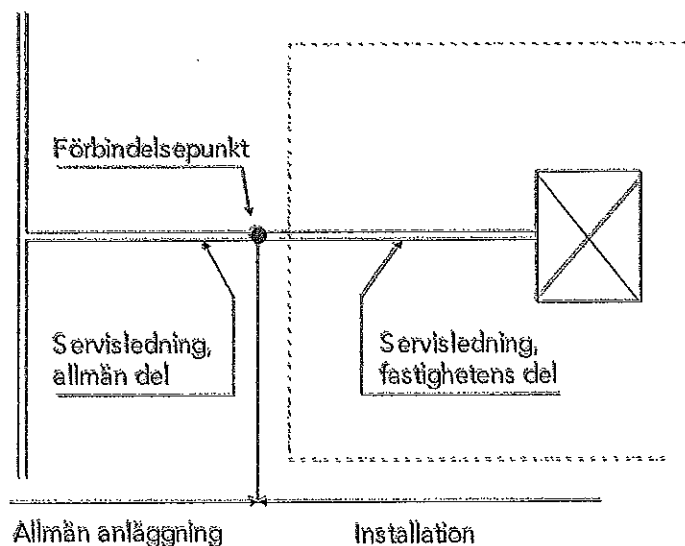 Förbindelsepunkt
Servisledning,
allmän del
Servisledning,
fastighetens del
Allmän anläggning
Installation